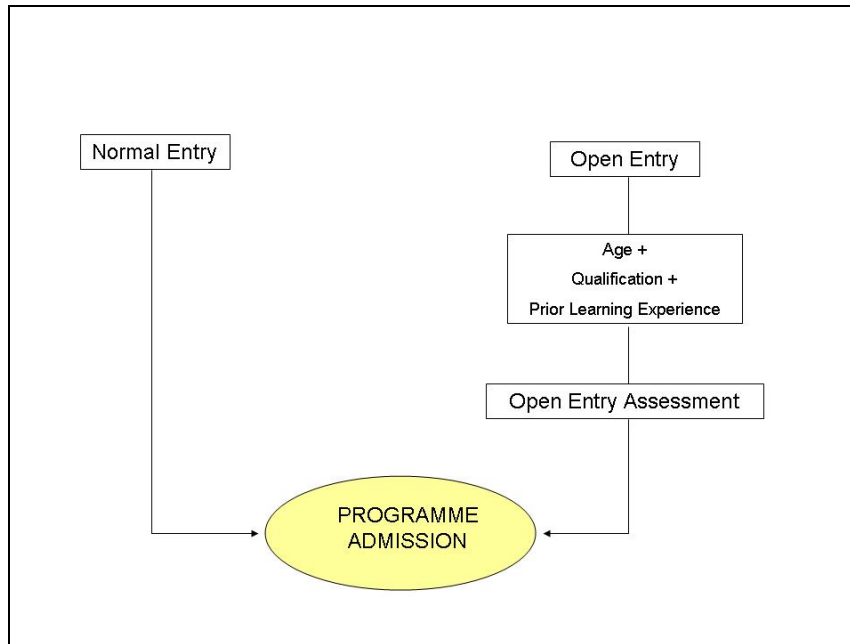 Normal Entry
Open Entry
Age +
Qualification +
Prior Learning Experience
Open Entry Assessment
PROGRAMME
ADMISSION